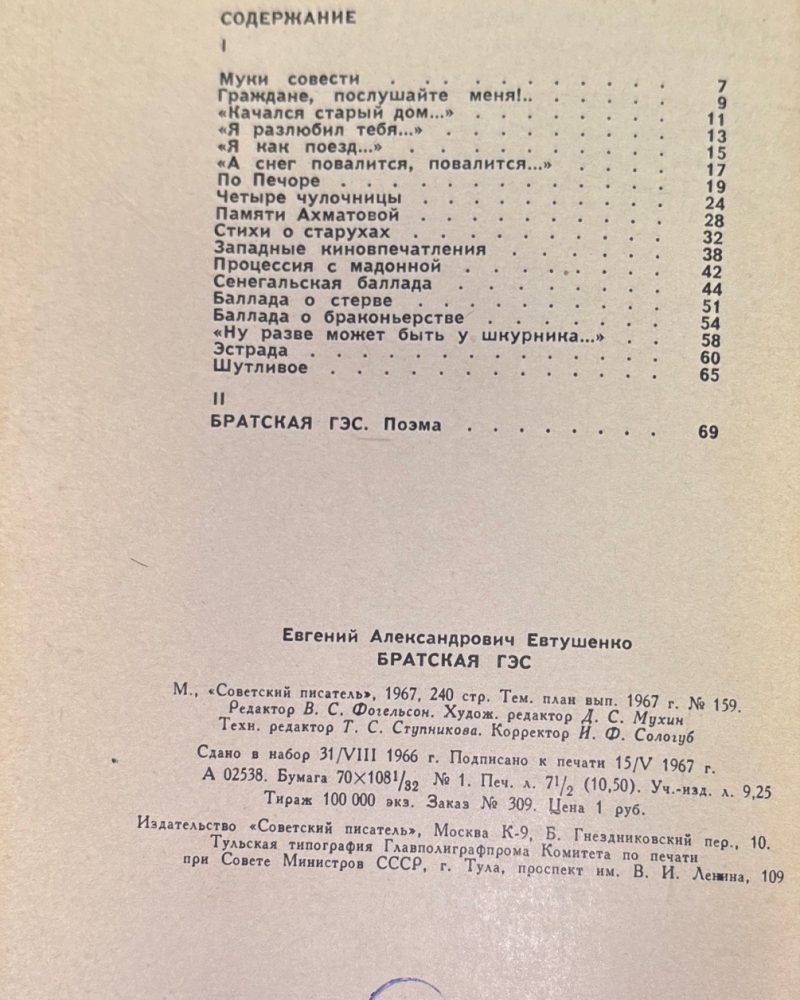 СОДЕРЖАНИЕ
I
Муки совести . . . . . . . . . . . 7
Граждане, послушайте меня!.. . . . . . 9
«Качался старый дом...» . . . . . . . . 11
«Я разлюбил тебя...» . . . . . . . . . 13
«Я как поезд...» . . . . . . . . . . 15
«А снег повалится, повалится...» . . . . 17
По Печоре . . . . . . . . . . . . 19
Четыре чулочницы . . . . . . . . . 24
Памяти Ахматовой . . . . . . . . . 28
Стихи о старухах . . . . . . . . . 32
Западные киновпечатления . . . . . . 38
Процессия с мадонной . . . . . . . . 42
Сенегальская баллада . . . . . . . . 44
Баллада о стерве . . . . . . . . . 51
Баллада о браконьерстве . . . . . . . 54
«Ну разве может быть у шкурника...» . . 58
Эстрада . . . . . . . . . . . . . 60
Шутливое . . . . . . . . . . . . 65
II
БРАТСКАЯ ГЭС. Поэма . . . . . . . . 69
Евгений Александрович Евтушенко
БРАТСКАЯ ГЭС
М., «Советский писатель», 1967, 240 стр. Тем. план вып. 1967 г. № 159.
Редактор В. С. Фогельсон. Худож. редактор Д. С. Мухин
Техн. редактор Т. С. Ступникова. Корректор И. Ф. Сологуб
Сдано в набор 31/VIII 1966 г. Подписано к печати 15/V 1967 г.
А 02538. Бумага 70×108 1/32 № 1. Печ. л. 7 1/2 (10,50). Уч.-изд. л. 9,25
Тираж 100 000 экз. Заказ № 309. Цена 1 руб.
Издательство «Советский писатель», Москва К-9, Б. Гнездниковский пер., 10.
Тульская типография Главполиграфпрома Комитета по печати
при Совете Министров СССР, г. Тула, проспект им. В. И. Ленина, 109